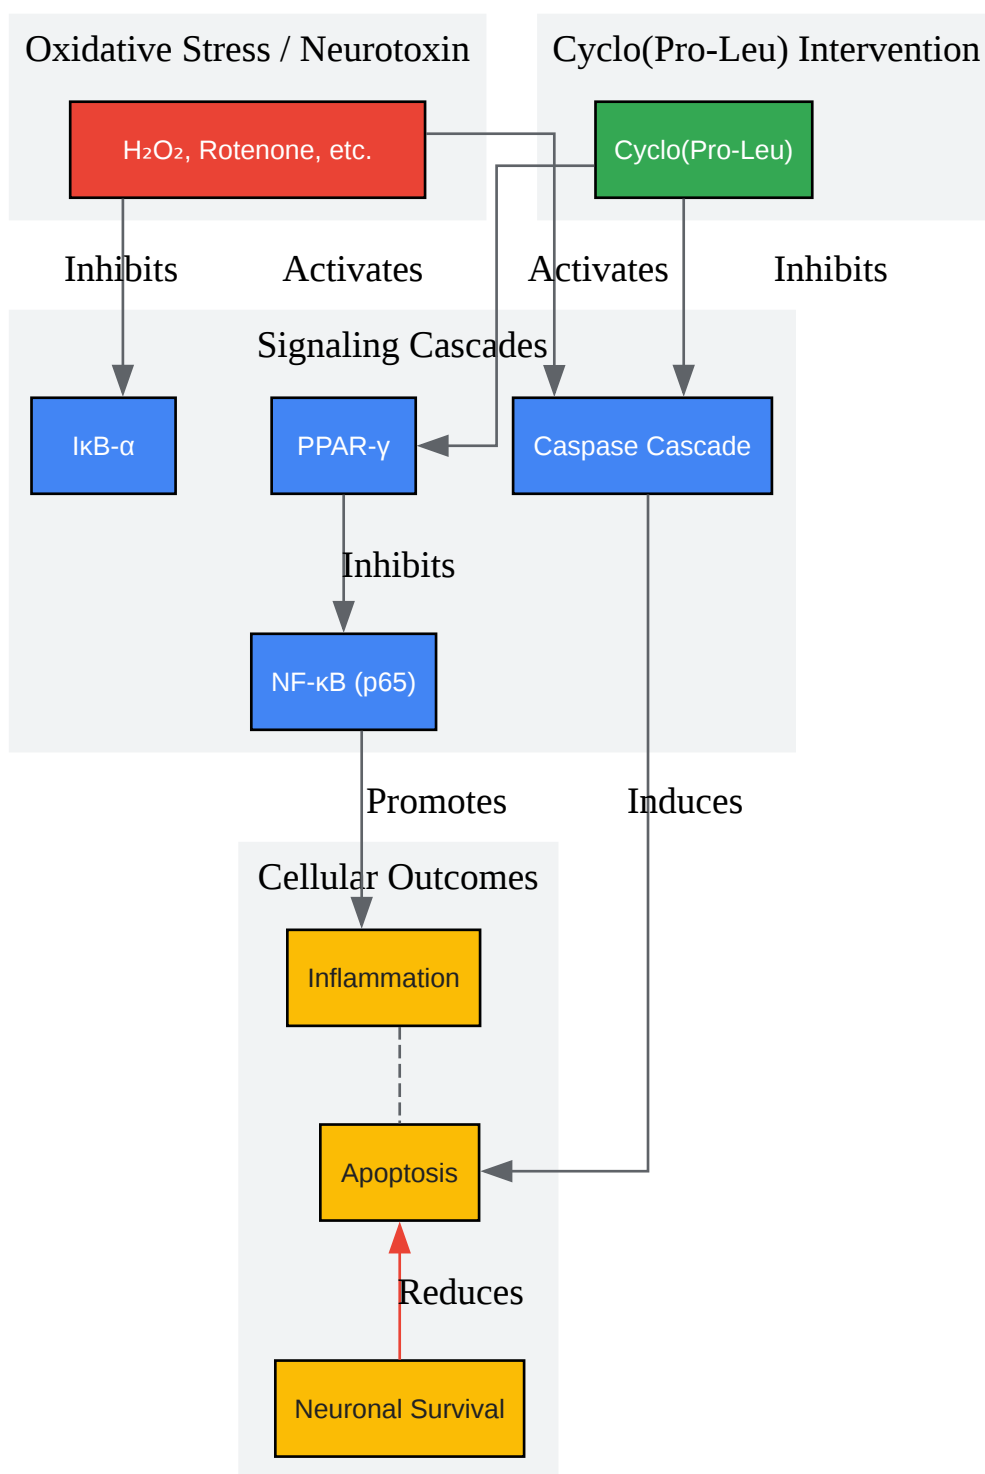 Oxidative Stress / Neurotoxin
Cyclo(Pro-Leu) Intervention
H₂O₂, Rotenone, etc.
Cyclo(Pro-Leu)
Inhibits
Activates
Activates
Inhibits
Signaling Cascades
IκB-α
PPAR-γ
Caspase Cascade
Inhibits
NF-κB (p65)
Promotes
Induces
Cellular Outcomes
Inflammation
Apoptosis
Reduces
Neuronal Survival